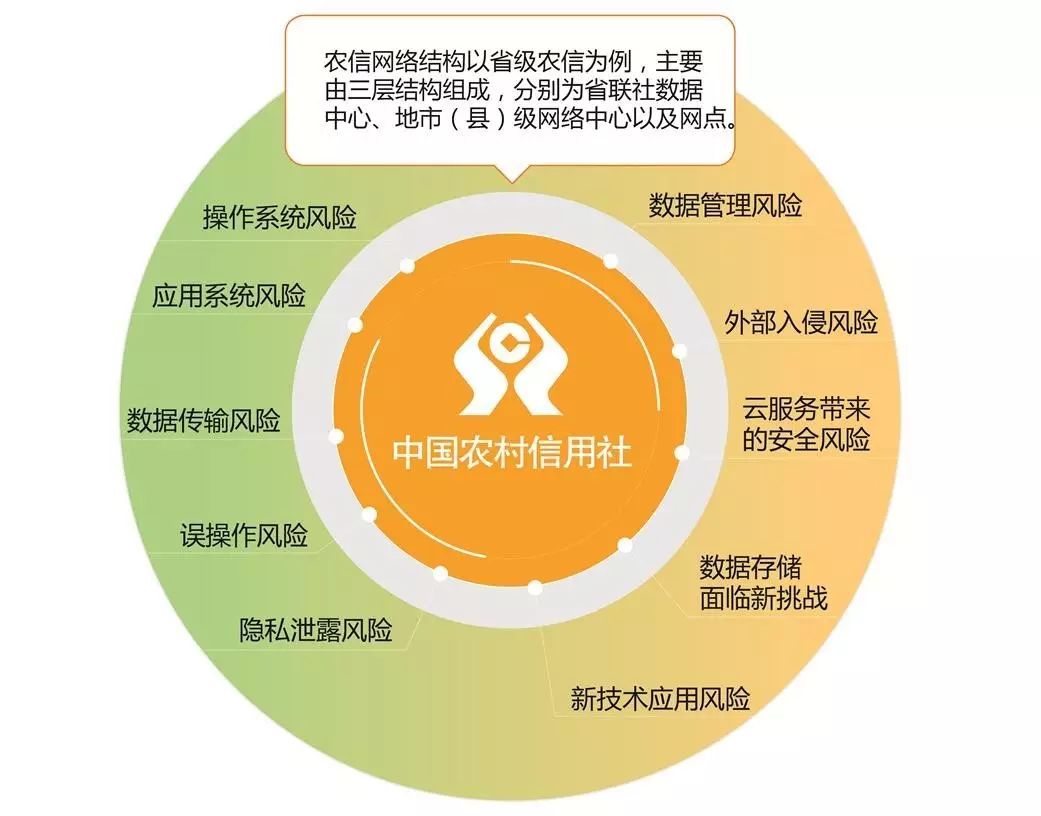 农信网络结构以省级农信为例，主要
由三层结构组成，分别为省联社数据
中心、地市（县）级网络中心以及网点。
操作系统风险
应用系统风险
数据传输风险
误操作风险
隐私泄露风险
数据管理风险
外部入侵风险
云服务带来
的安全风险
数据存储
面临新挑战
新技术应用风险
中国农村信用社